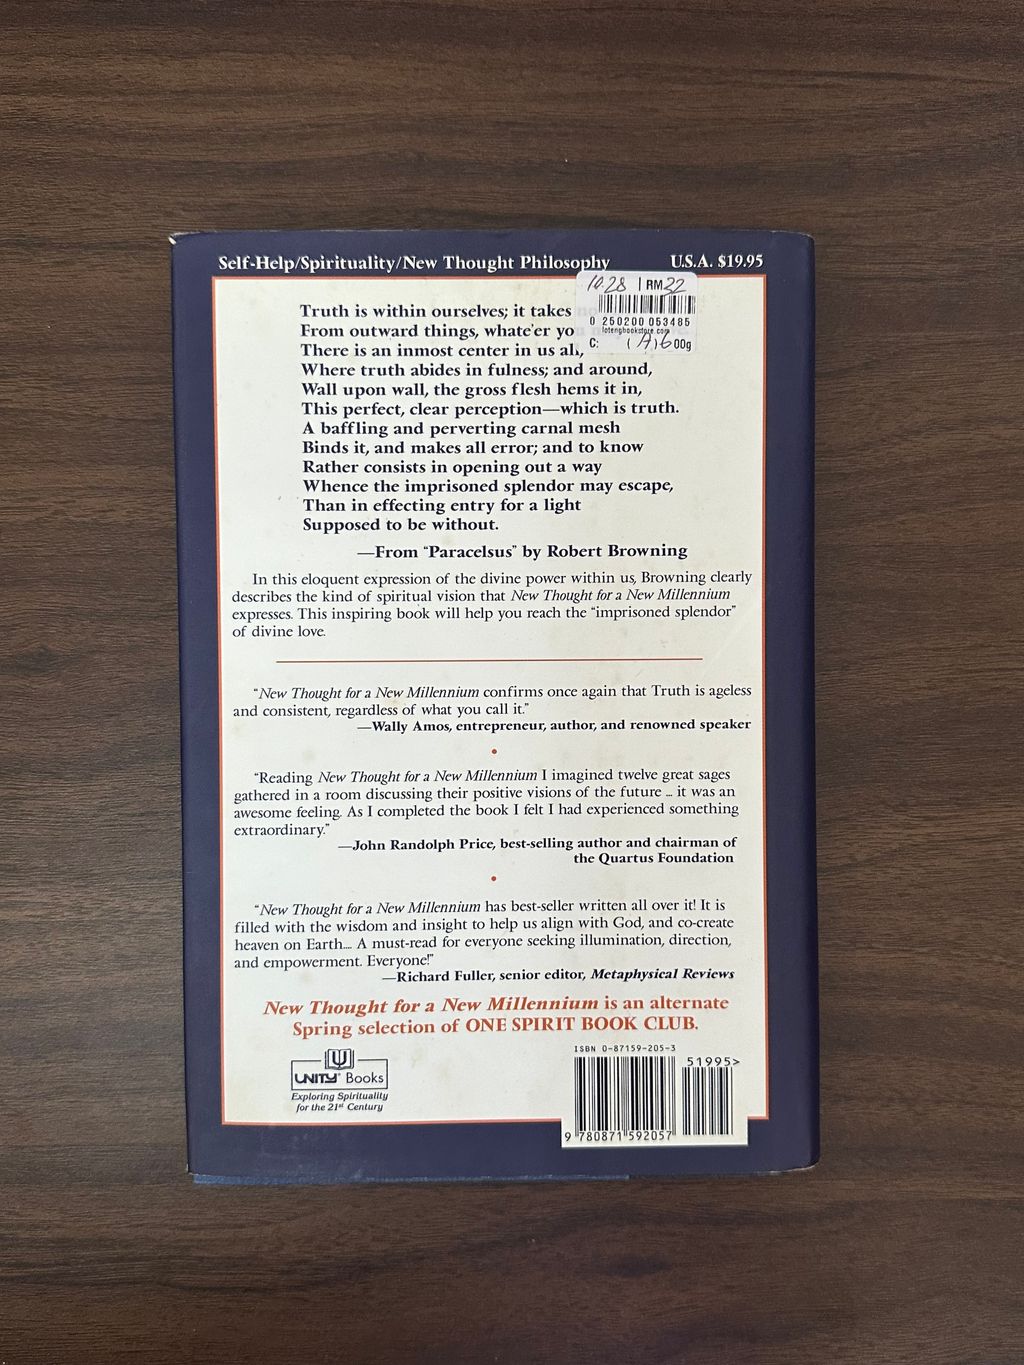 Self-Help/Spirituality/New Thought Philosophy
U.S.A. $19.95
10.28 | RM32
0 250200 053485
lotengbookstore.com
C: (A)600g
Truth is within ourselves; it takes no
From outward things, whate'er you
There is an inmost center in us all,
Where truth abides in fulness; and around,
Wall upon wall, the gross flesh hems it in,
This perfect, clear perception—which is truth.
A baffling and perverting carnal mesh
Binds it, and makes all error; and to know
Rather consists in opening out a way
Whence the imprisoned splendor may escape,
Than in effecting entry for a light
Supposed to be without.
—From "Paracelsus" by Robert Browning
In this eloquent expression of the divine power within us, Browning clearly
describes the kind of spiritual vision that New Thought for a New Millennium
expresses. This inspiring book will help you reach the "imprisoned splendor"
of divine love.
"New Thought for a New Millennium confirms once again that Truth is ageless
and consistent, regardless of what you call it."
—Wally Amos, entrepreneur, author, and renowned speaker
"Reading New Thought for a New Millennium I imagined twelve great sages
gathered in a room discussing their positive visions of the future ... it was an
awesome feeling. As I completed the book I felt I had experienced something
extraordinary."
—John Randolph Price, best-selling author and chairman of
the Quartus Foundation
"New Thought for a New Millennium has best-seller written all over it! It is
filled with the wisdom and insight to help us align with God, and co-create
heaven on Earth.... A must-read for everyone seeking illumination, direction,
and empowerment. Everyone!"
—Richard Fuller, senior editor, Metaphysical Reviews
New Thought for a New Millennium is an alternate
Spring selection of ONE SPIRIT BOOK CLUB.
UNITY® Books
Exploring Spirituality
for the 21st Century
ISBN 0-87159-205-3
51995>
9 780871 592057